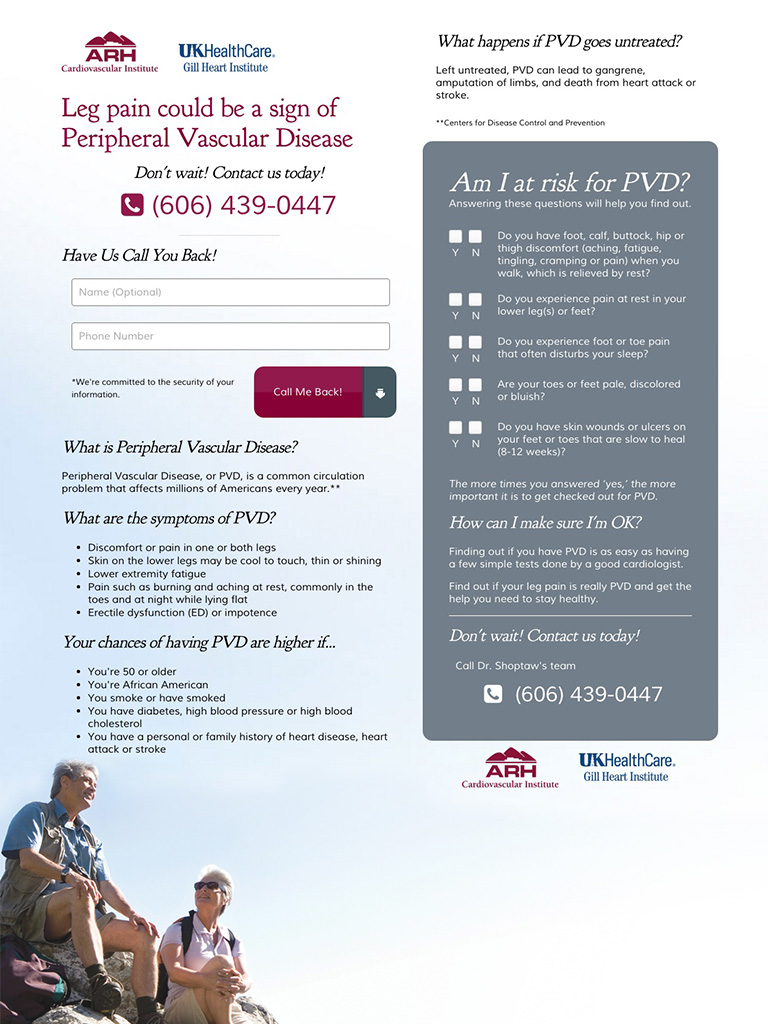 ARH
Cardiovascular Institute
UKHealthCare®
Gill Heart Institute
Leg pain could be a sign of
Peripheral Vascular Disease
Don't wait! Contact us today!
(606) 439-0447
Have Us Call You Back!
Name (Optional)
Phone Number
*We're committed to the security of your
information.
Call Me Back!
What is Peripheral Vascular Disease?
Peripheral Vascular Disease, or PVD, is a common circulation
problem that affects millions of Americans every year.**
What are the symptoms of PVD?
• Discomfort or pain in one or both legs
• Skin on the lower legs may be cool to touch, thin or shining
• Lower extremity fatigue
• Pain such as burning and aching at rest, commonly in the
toes and at night while lying flat
• Erectile dysfunction (ED) or impotence
Your chances of having PVD are higher if...
• You're 50 or older
• You're African American
• You smoke or have smoked
• You have diabetes, high blood pressure or high blood
cholesterol
• You have a personal or family history of heart disease, heart
attack or stroke
What happens if PVD goes untreated?
Left untreated, PVD can lead to gangrene,
amputation of limbs, and death from heart attack or
stroke.
**Centers for Disease Control and Prevention
Am I at risk for PVD?
Answering these questions will help you find out.
Y N
Do you have foot, calf, buttock, hip or
thigh discomfort (aching, fatigue,
tingling, cramping or pain) when you
walk, which is relieved by rest?
Y N
Do you experience pain at rest in your
lower leg(s) or feet?
Y N
Do you experience foot or toe pain
that often disturbs your sleep?
Y N
Are your toes or feet pale, discolored
or bluish?
Y N
Do you have skin wounds or ulcers on
your feet or toes that are slow to heal
(8-12 weeks)?
The more times you answered 'yes,' the more
important it is to get checked out for PVD.
How can I make sure I'm OK?
Finding out if you have PVD is as easy as having
a few simple tests done by a good cardiologist.
Find out if your leg pain is really PVD and get the
help you need to stay healthy.
Don't wait! Contact us today!
Call Dr. Shoptaw's team
(606) 439-0447
ARH
Cardiovascular Institute
UKHealthCare®
Gill Heart Institute